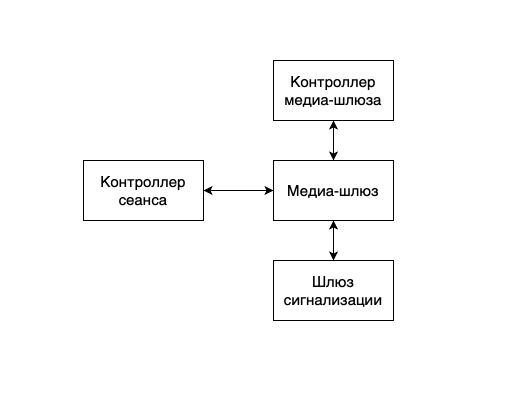 Контроллер
медиа-шлюза
Контроллер
сеанса
Медиа-шлюз
Шлюз
сигнализации